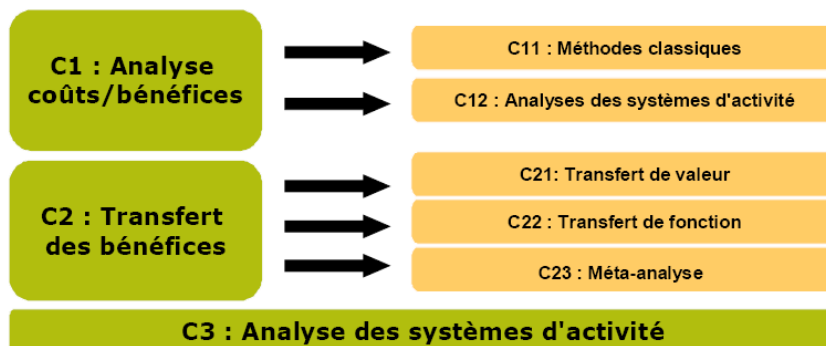 C1 : Analyse
coûts/bénéfices
C11 : Méthodes classiques
C12 : Analyses des systèmes d'activité
C2 : Transfert
des bénéfices
C21: Transfert de valeur
C22 : Transfert de fonction
C23 : Méta-analyse
C3 : Analyse des systèmes d'activité